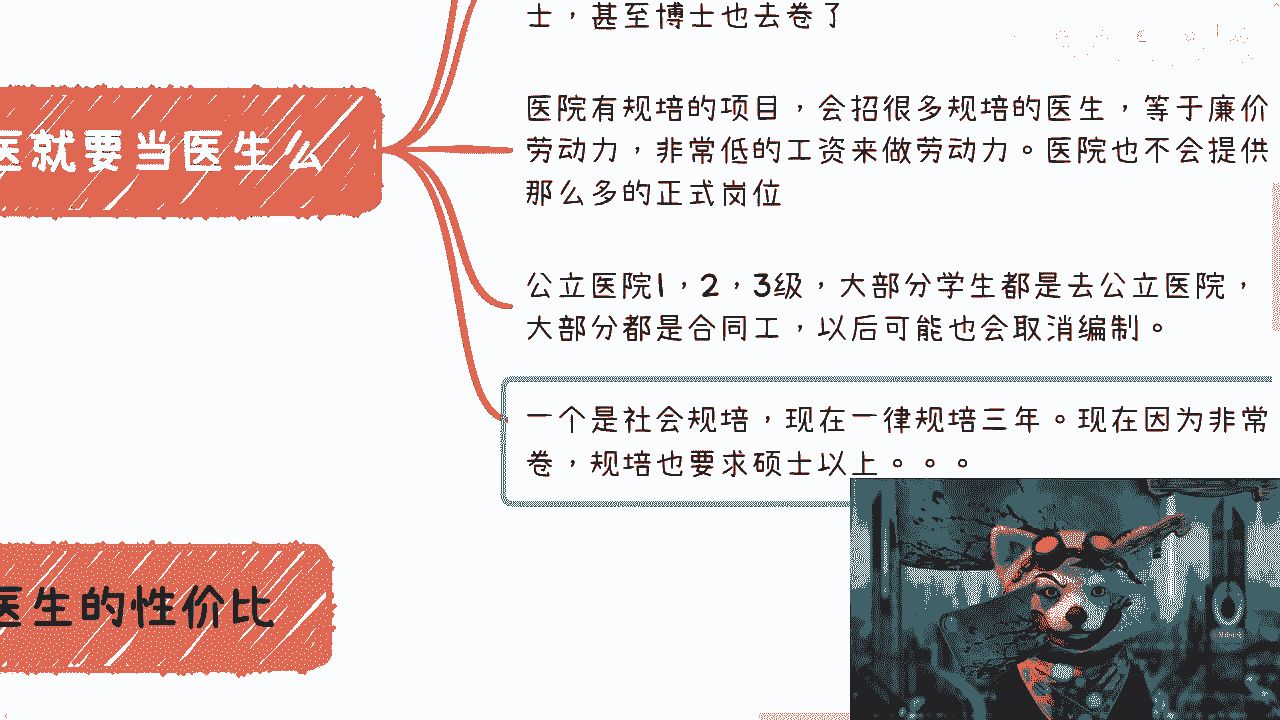 士，甚至博士也去卷了
医就要当医生么
医院有规培的项目，会招很多规培的医生，等于廉价
劳动力，非常低的工资来做劳动力。医院也不会提供
那么多的正式岗位
公立医院1，2，3级，大部分学生都是去公立医院，
大部分都是合同工，以后可能也会取消编制。
一个是社会规培，现在一律规培三年。现在因为非常
卷，规培也要求硕士以上。。。
医生的性价比